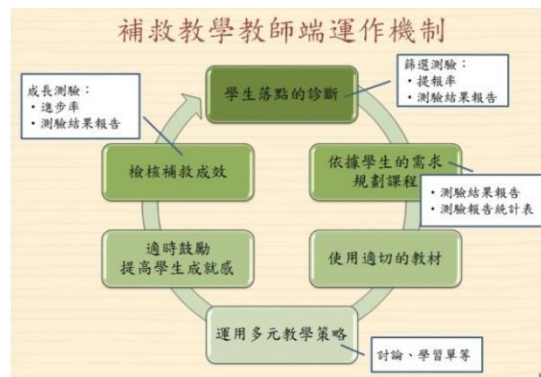 補救教學教師端運作機制
篩選測驗：
・提報率
・測驗結果報告
成長測驗：
・進步率
・測驗結果報告
學生落點的診斷
檢核補救成效
依據學生的需求
規劃課程
・測驗結果報告
・測驗報告統計表
適時鼓勵
提高學生成就感
使用適切的教材
運用多元教學策略
討論、學習單等